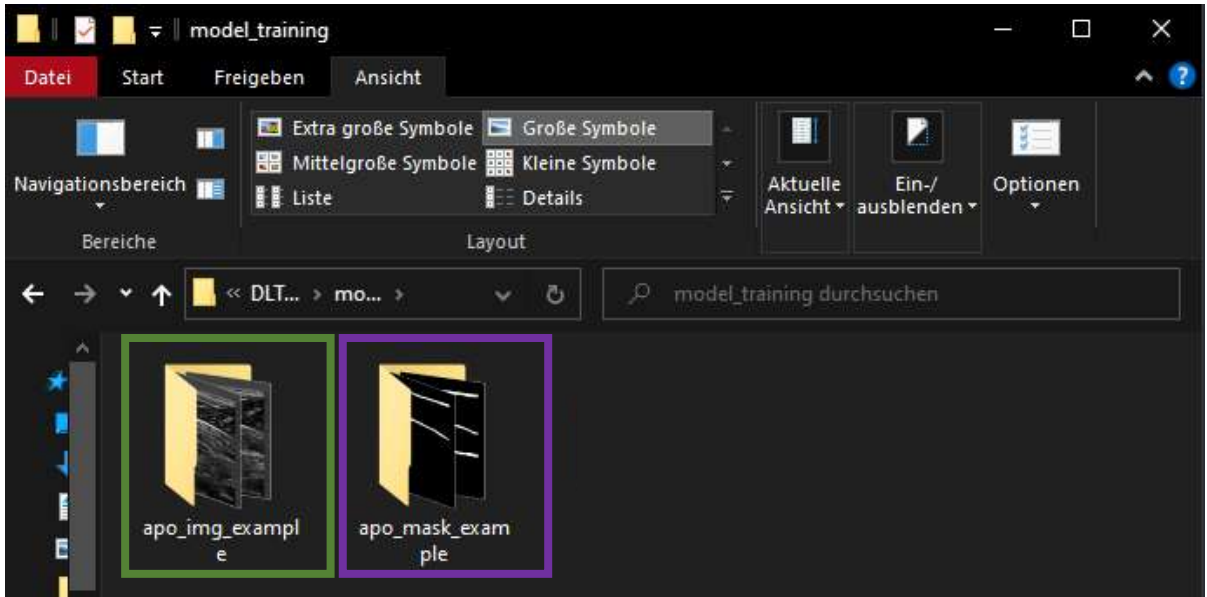 model_training
Datei Start Freigeben Ansicht ?
Extra große Symbole Große Symbole
Mittelgroße Symbole Kleine Symbole
Liste Details
Navigationsbereich
Aktuelle Ansicht
Ein-/ ausblenden
Optionen
Bereiche Layout
« DLT... › mo... › model_training durchsuchen
apo_img_exampl
e
apo_mask_exam
ple